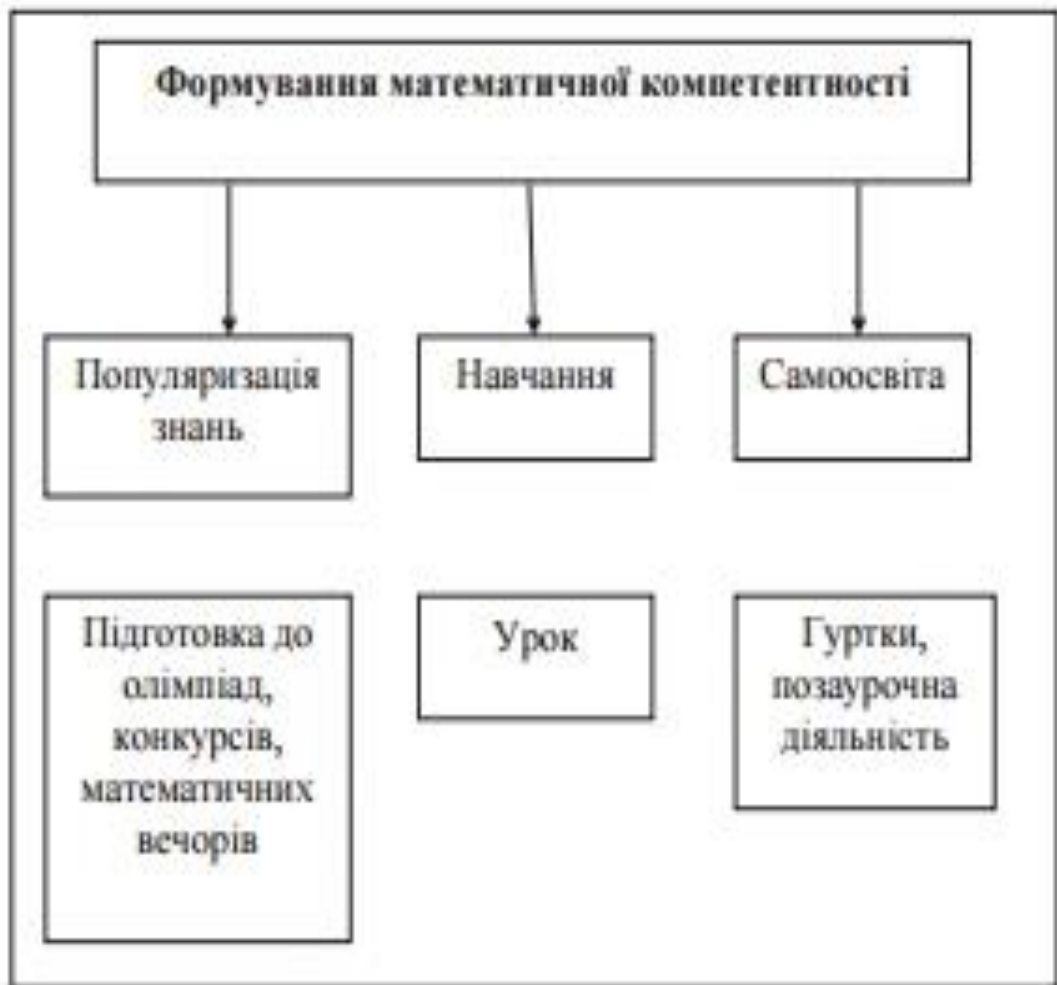 Формування математичної компетентності
Популяризація
знань
Навчання
Самоосвіта
Підготовка до
олімпіад,
конкурсів,
математичних
вечорів
Урок
Гуртки,
позаурочна
діяльність